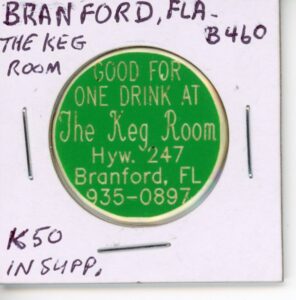 BRANFORD, FLA.
THE KEG
ROOM
B460
GOOD FOR
ONE DRINK AT
The Keg Room
Hyw. 247
Branford, FL
935-0897
K50
IN SUPP.